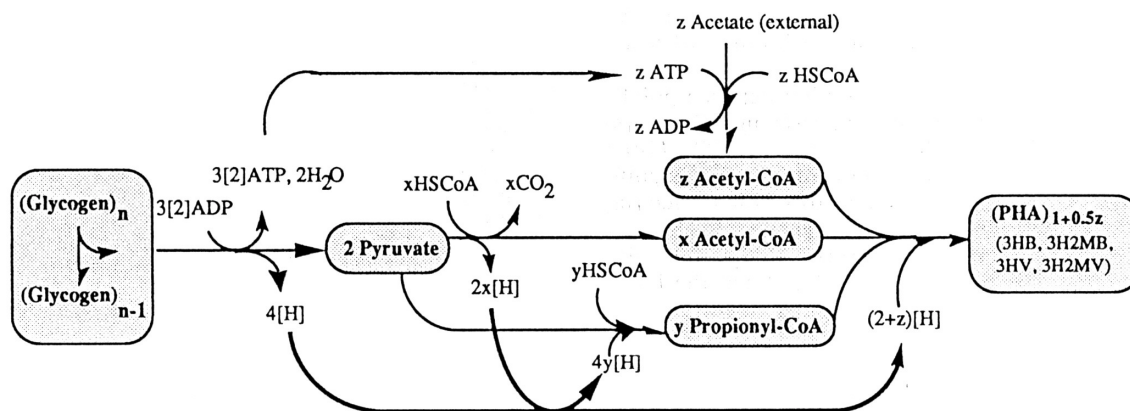 z Acetate (external)
z ATP
z HSCoA
z ADP
3[2]ATP, 2H2O
xHSCoA
xCO2
z Acetyl-CoA
(Glycogen)n
3[2]ADP
(PHA)1+0.5z
(3HB, 3H2MB,
3HV, 3H2MV)
2 Pyruvate
x Acetyl-CoA
(Glycogen)n-1
4[H]
2x[H]
yHSCoA
y Propionyl-CoA
(2+z)[H]
4y[H]